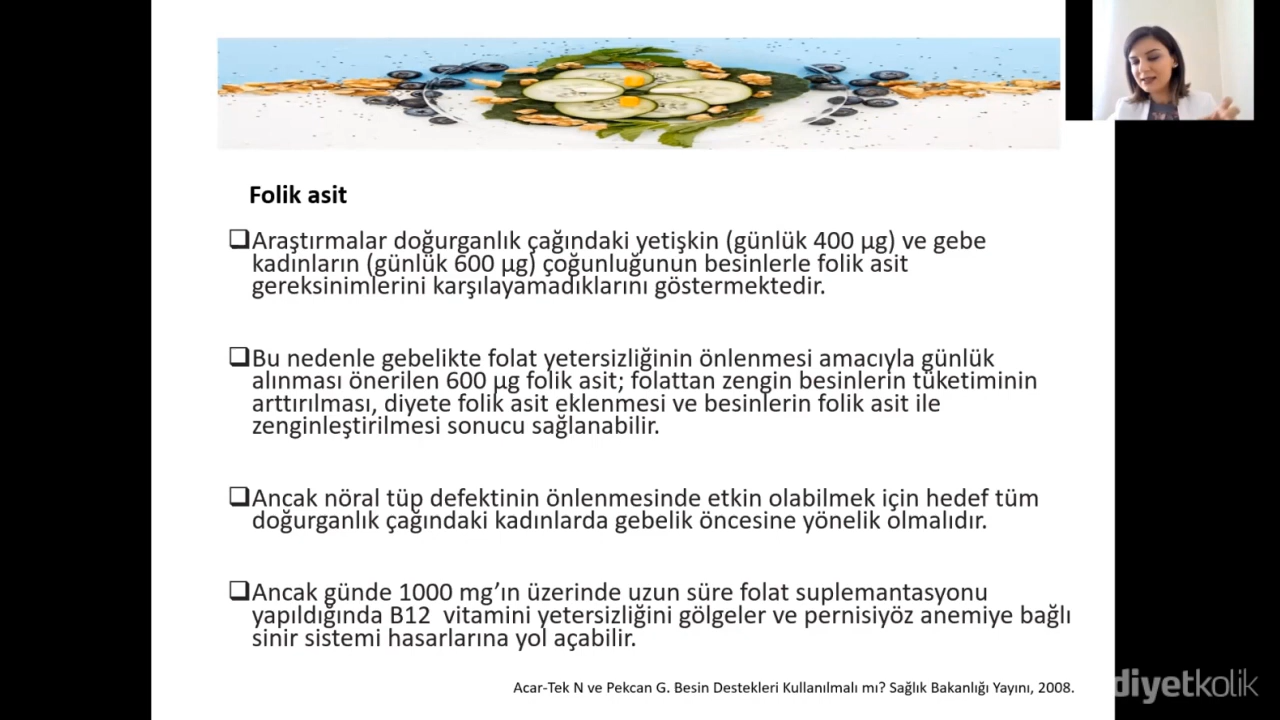 Folik asit
❑Araştırmalar doğurganlık çağındaki yetişkin (günlük 400 µg) ve gebe
kadınların (günlük 600 µg) çoğunluğunun besinlerle folik asit
gereksinimlerini karşılayamadıklarını göstermektedir.
❑Bu nedenle gebelikte folat yetersizliğinin önlenmesi amacıyla günlük
alınması önerilen 600 µg folik asit; folattan zengin besinlerin tüketiminin
arttırılması, diyete folik asit eklenmesi ve besinlerin folik asit ile
zenginleştirilmesi sonucu sağlanabilir.
❑Ancak nöral tüp defektinin önlenmesinde etkin olabilmek için hedef tüm
doğurganlık çağındaki kadınlarda gebelik öncesine yönelik olmalıdır.
❑Ancak günde 1000 mg’ın üzerinde uzun süre folat suplemantasyonu
yapıldığında B12 vitamini yetersizliğini gölgeler ve pernisiyöz anemiye bağlı
sinir sistemi hasarlarına yol açabilir.
Acar-Tek N ve Pekcan G. Besin Destekleri Kullanılmalı mı? Sağlık Bakanlığı Yayını, 2008.
diyetkolik